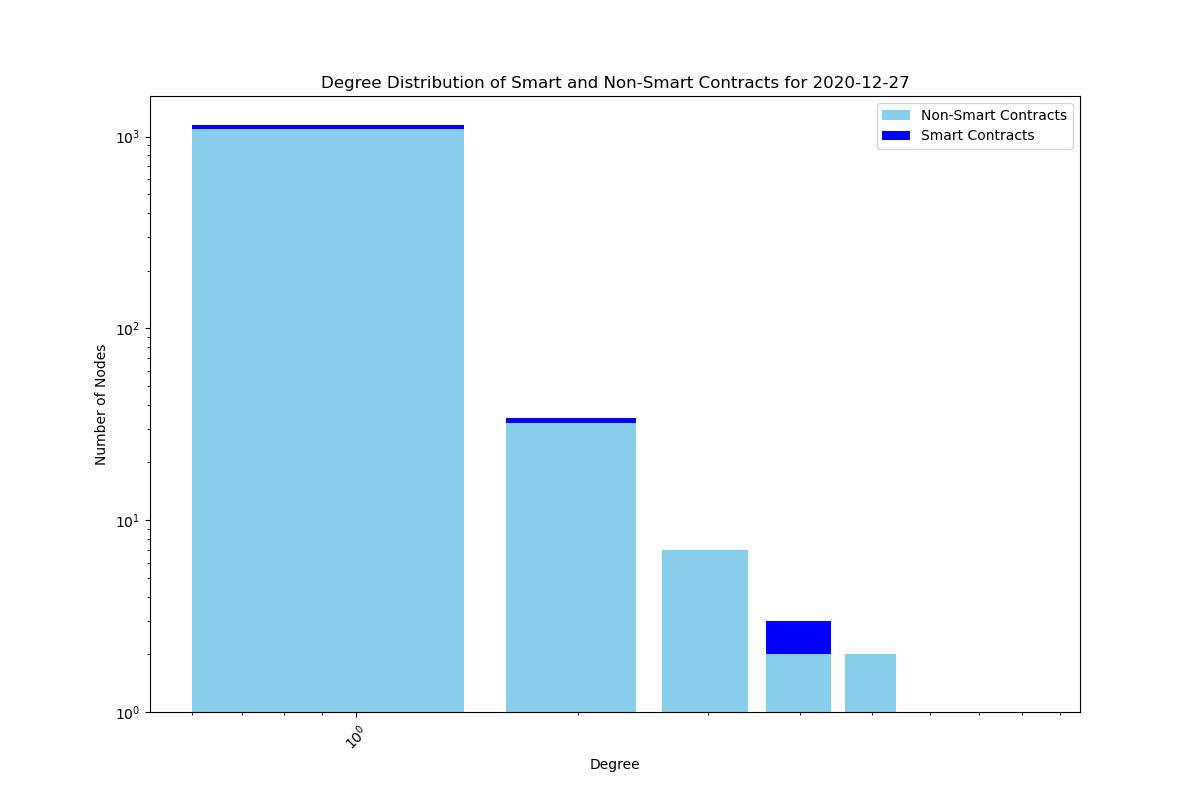 Degree Distribution of Smart and Non-Smart Contracts for 2020-12-27
Non-Smart Contracts
Smart Contracts
Number of Nodes
10³
10²
10¹
10⁰
10⁰
Degree